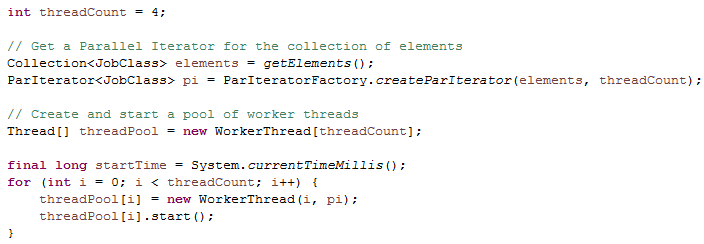 int threadCount = 4;
// Get a Parallel Iterator for the collection of elements
Collection<JobClass> elements = getElements();
ParIterator<JobClass> pi = ParIteratorFactory.createParIterator(elements, threadCount);
// Create and start a pool of worker threads
Thread[] threadPool = new WorkerThread[threadCount];
final long startTime = System.currentTimeMillis();
for (int i = 0; i < threadCount; i++) {
    threadPool[i] = new WorkerThread(i, pi);
    threadPool[i].start();
}